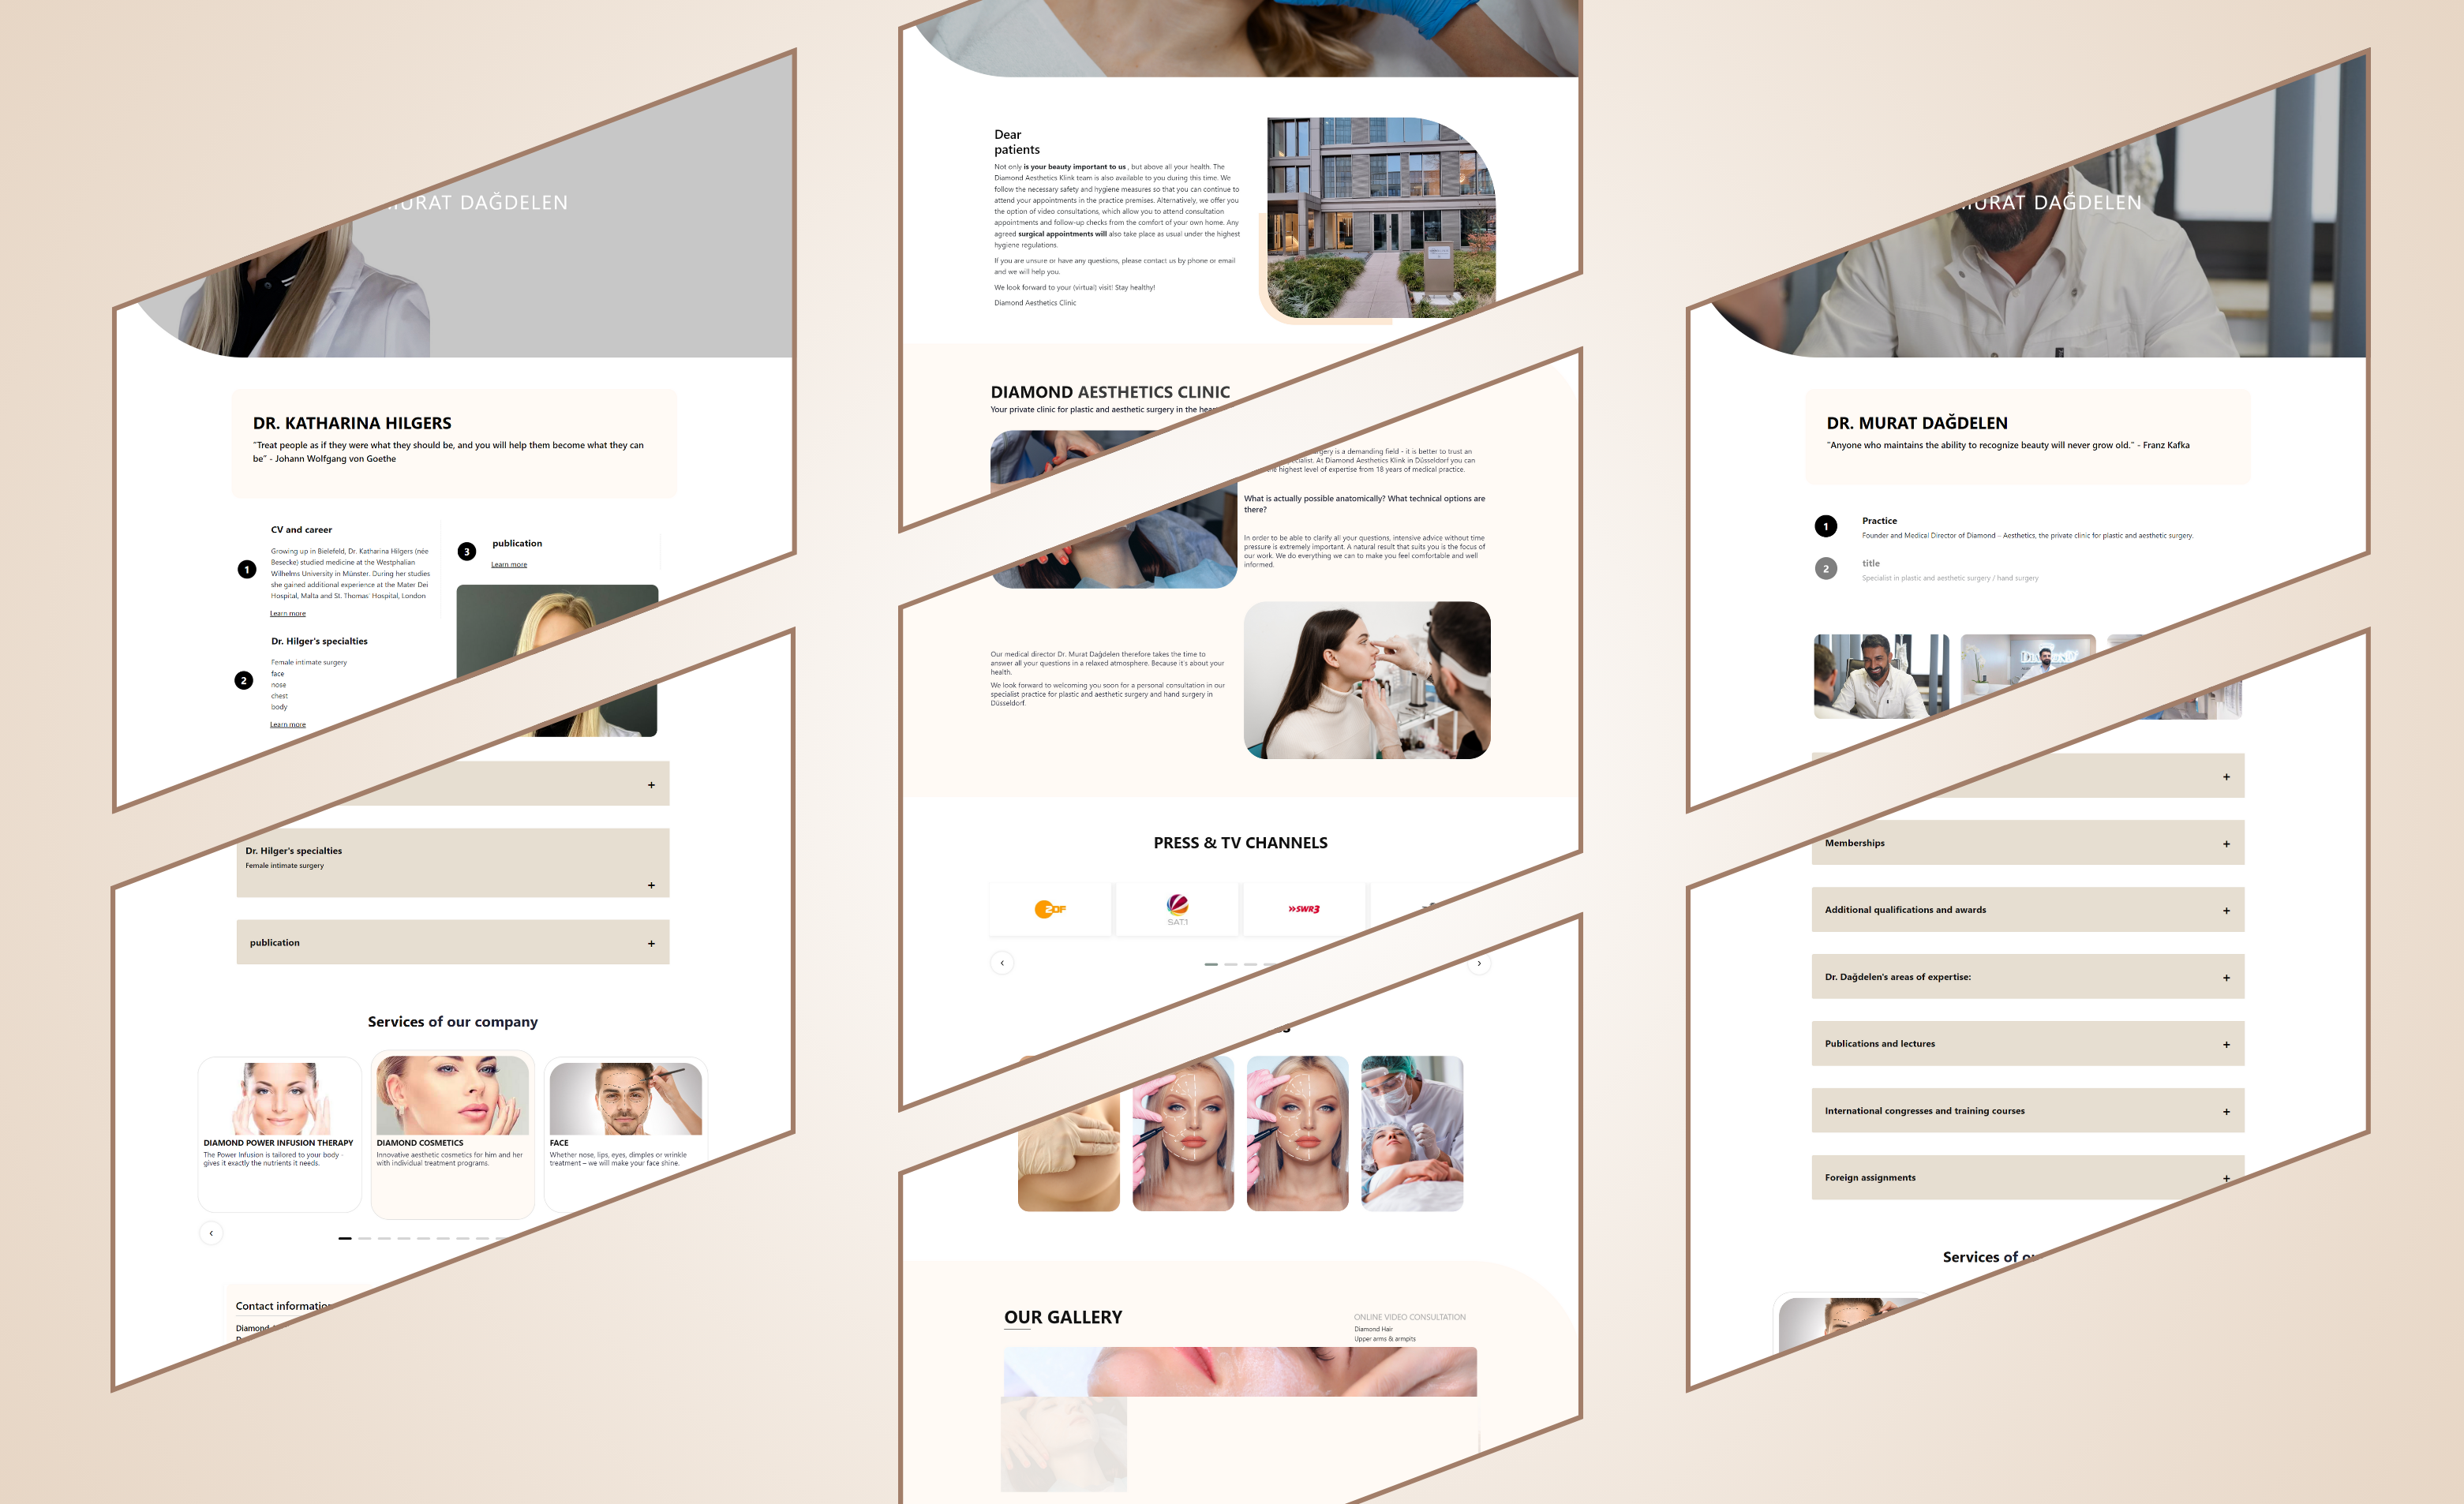 MURAT DAĞDELEN
DR. KATHARINA HILGERS
"Treat people as if they were what they should be, and you will help them become what they can
be" - Johann Wolfgang von Goethe
1
CV and career
Growing up in Bielefeld, Dr. Katharina Hilgers (née
Besecke) studied medicine at the Westphalian
Wilhelms University in Münster. During her studies
she gained additional experience at the Mater Dei
Hospital, Malta and St. Thomas' Hospital, London
Learn more
2
Dr. Hilger's specialties
Female intimate surgery
face
nose
chest
body
Learn more
3
publication
Learn more
+
Dr. Hilger's specialties
Female intimate surgery
+
publication
+
Services of our company
DIAMOND POWER INFUSION THERAPY
The Power Infusion is tailored to your body -
gives it exactly the nutrients it needs.
DIAMOND COSMETICS
Innovative aesthetic cosmetics for him and her
with individual treatment programs.
FACE
Whether nose, lips, eyes, dimples or wrinkle
treatment – we will make your face shine.
Contact information
Diamond
Dear
patients
Not only is your beauty important to us , but above all your health. The
Diamond Aesthetics Klink team is also available to you during this time. We
follow the necessary safety and hygiene measures so that you can continue to
attend your appointments in the practice premises. Alternatively, we offer you
the option of video consultations, which allow you to attend consultation
appointments and follow-up checks from the comfort of your own home. Any
agreed surgical appointments will also take place as usual under the highest
hygiene regulations.
If you are unsure or have any questions, please contact us by phone or email
and we will help you.
We look forward to your (virtual) visit! Stay healthy!
Diamond Aesthetics Clinic
DIAMOND AESTHETICS CLINIC
Your private clinic for plastic and aesthetic surgery in the
is a demanding field - it is better to trust an
At Diamond Aesthetics Klink in Düsseldorf you can
highest level of expertise from 18 years of medical practice.
What is actually possible anatomically? What technical options are
there?
In order to be able to clarify all your questions, intensive advice without time
pressure is extremely important. A natural result that suits you is the focus of
our work. We do everything we can to make you feel comfortable and well
informed.
Our medical director Dr. Murat Dağdelen therefore takes the time to
answer all your questions in a relaxed atmosphere. Because it's about your
health.
We look forward to welcoming you soon for a personal consultation in our
specialist practice for plastic and aesthetic surgery and hand surgery in
Düsseldorf.
PRESS & TV CHANNELS
ZDF
SAT.1
SWR3
OUR GALLERY
ONLINE VIDEO CONSULTATION
Diamond Hair
Upper arms & armpits
MURAT DAĞDELEN
DR. MURAT DAĞDELEN
"Anyone who maintains the ability to recognize beauty will never grow old." - Franz Kafka
1
Practice
Founder and Medical Director of Diamond – Aesthetics, the private clinic for plastic and aesthetic surgery.
2
title
Specialist in plastic and aesthetic surgery / hand surgery
+
Memberships +
Additional qualifications and awards +
Dr. Dağdelen's areas of expertise: +
Publications and lectures +
International congresses and training courses +
Foreign assignments +
Services of